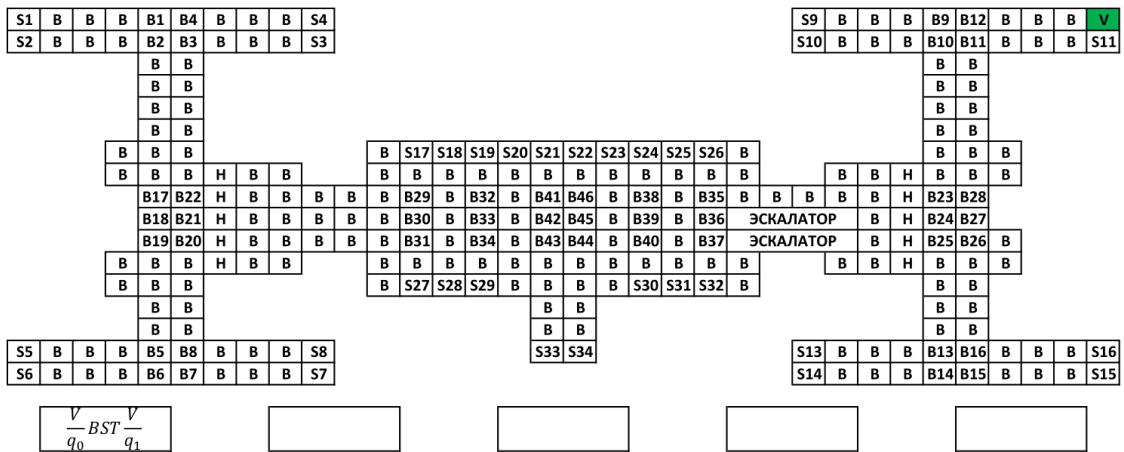 S1 B B B B1 B4 B B B S4 S9 B B B B9 B12 B B B V
S2 B B B B2 B3 B B B S3 S10 B B B B10 B11 B B B S11
B B B B
B B B B
B B B B
B B B B
B B B B S17 S18 S19 S20 S21 S22 S23 S24 S25 S26 B B B B
B B B H B B B B B B B B B B B B B B B B H B B B
B17 B22 H B B B B B B29 B B32 B B41 B46 B B38 B B35 B B B B B H B23 B28
B18 B21 H B B B B B B30 B B33 B B42 B45 B B39 B B36 ЭСКАЛАТОР B H B24 B27
B19 B20 H B B B B B B31 B B34 B B43 B44 B B40 B B37 ЭСКАЛАТОР B H B25 B26 B
B B B H B B B B B B B B B B B B B B B B H B B B
B B B B S27 S28 S29 B B B B S30 S31 S32 B B B
B B B B B B
B B B B B B
S5 B B B B5 B8 B B B S8 S33 S34 S13 B B B B13 B16 B B B S16
S6 B B B B6 B7 B B B S7 S14 B B B B14 B15 B B B S15
V/q₀ BST V/q₁